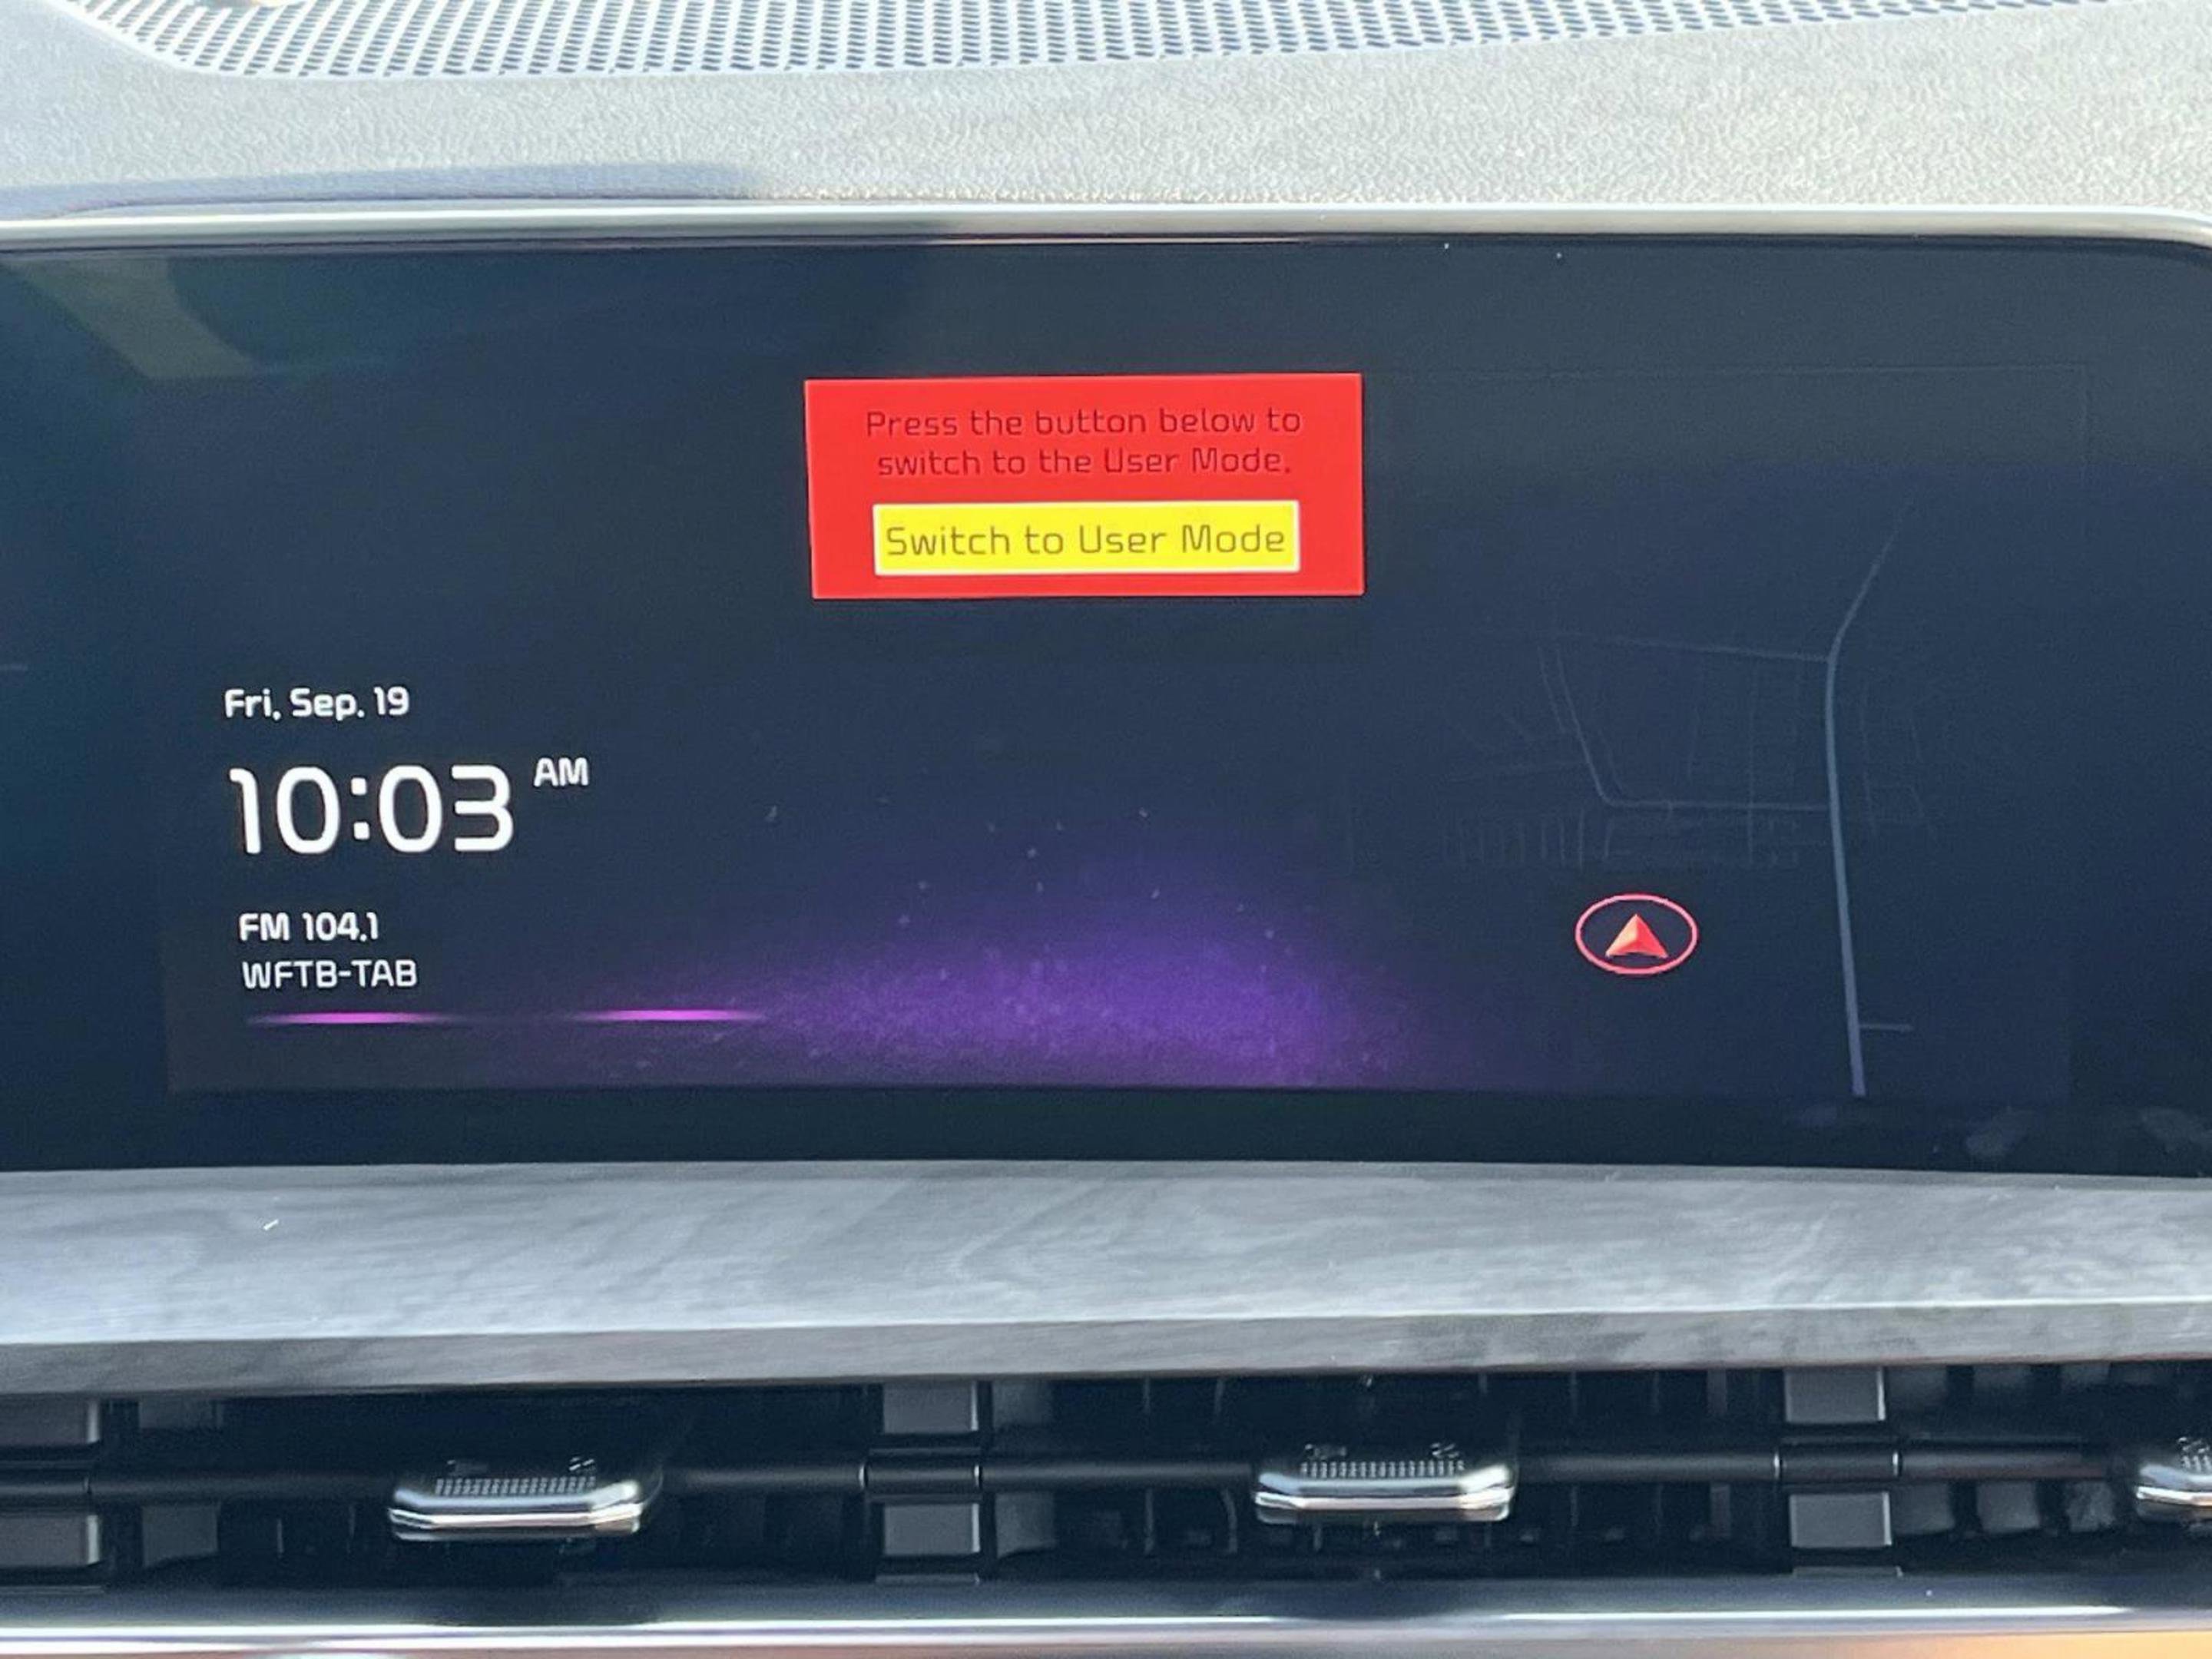 Press the button below to
switch to the User Mode.
Switch to User Mode
Fri, Sep. 19
10:03 AM
FM 104.1
WFTB-TAB